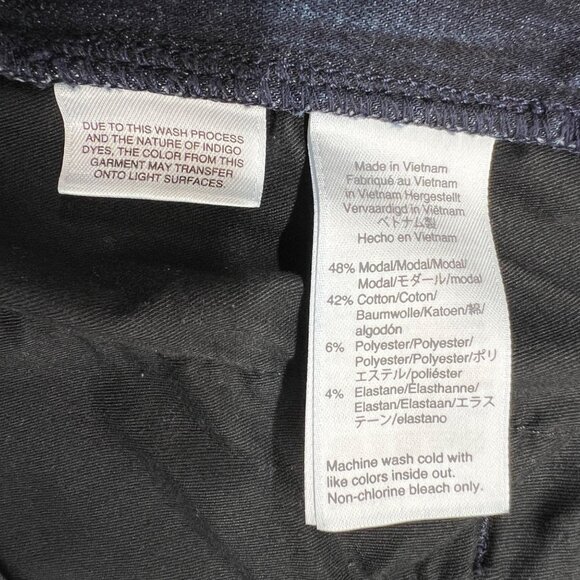 DUE TO THIS WASH PROCESS
AND THE NATURE OF INDIGO
DYES, THE COLOR FROM THIS
GARMENT MAY TRANSFER
ONTO LIGHT SURFACES.
Made in Vietnam
Fabriqué au Vietnam
in Vietnam Hergestellt
Vervaardigd in Viëtnam
ベトナム製
Hecho en Vietnam
48% Modal/Modal/Modal/
Modal/モダール/modal
42% Cotton/Coton/
Baumwolle/Katoen/綿/
algodón
6% Polyester/Polyester/
Polyester/Polyester/ポリ
エステル/poliéster
4% Elastane/Élasthanne/
Elastan/Elastaan/エラス
テーン/elastano
Machine wash cold with
like colors inside out.
Non-chlorine bleach only.